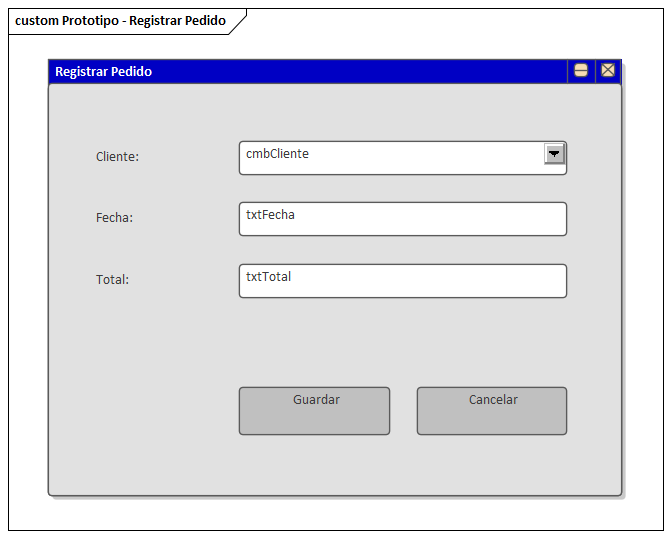 custom Prototipo - Registrar Pedido
Registrar Pedido
Cliente: cmbCliente
Fecha: txtFecha
Total: txtTotal
Guardar Cancelar